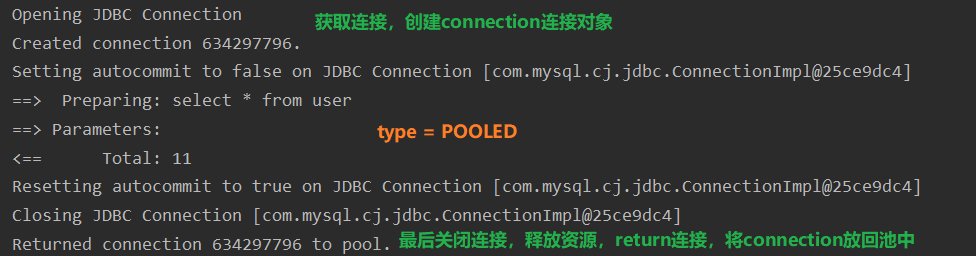 Opening JDBC Connection
获取连接，创建connection连接对象
Created connection 634297796.
Setting autocommit to false on JDBC Connection [com.mysql.cj.jdbc.ConnectionImpl@25ce9dc4]
==>  Preparing: select * from user
==> Parameters:
type = POOLED
<==      Total: 11
Resetting autocommit to true on JDBC Connection [com.mysql.cj.jdbc.ConnectionImpl@25ce9dc4]
Closing JDBC Connection [com.mysql.cj.jdbc.ConnectionImpl@25ce9dc4]
Returned connection 634297796 to pool.
最后关闭连接，释放资源，return连接，将connection放回池中